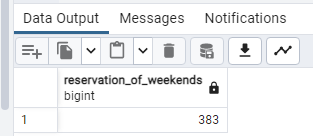 Data Output Messages Notifications
reservation_of_weekends
bigint
1 383